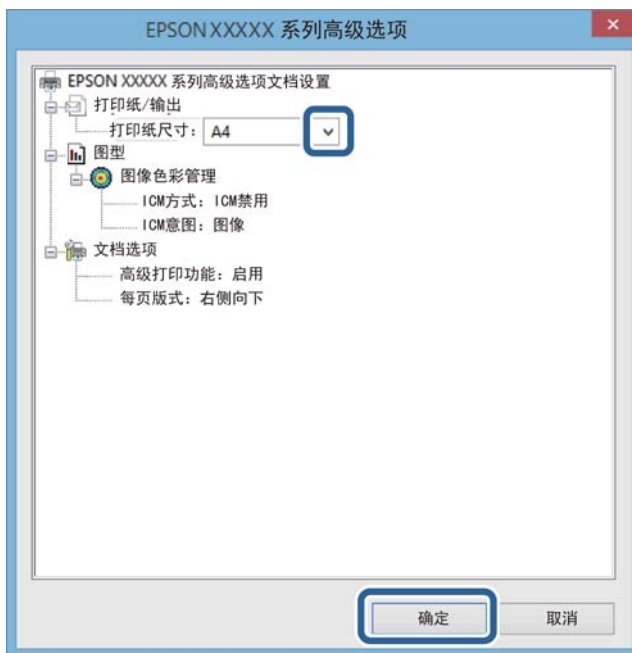 EPSON XXXXX 系列高级选项
EPSON XXXXX 系列高级选项文档设置
打印纸/输出
打印纸尺寸: A4
图型
图像色彩管理
ICM方式: ICM禁用
ICM意图: 图像
文档选项
高级打印功能: 启用
每页版式: 右侧向下
确定 取消